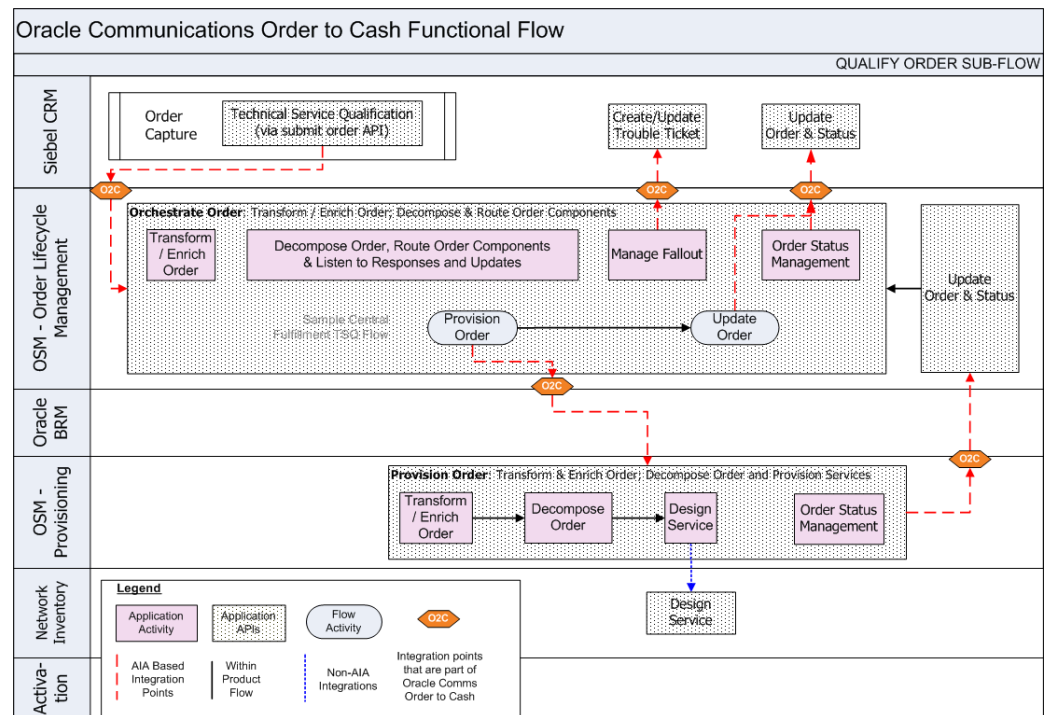 Oracle Communications Order to Cash Functional Flow
QUALIFY ORDER SUB-FLOW
Siebel CRM
Order
Capture
Technical Service Qualification
(via submit order API)
Create/Update
Trouble Ticket
Update
Order & Status
O2C
O2C
O2C
OSM - Order Lifecycle
Management
Orchestrate Order: Transform / Enrich Order; Decompose & Route Order Components
Transform
/ Enrich
Order
Decompose Order, Route Order Components
& Listen to Responses and Updates
Manage Fallout
Order Status
Management
Update
Order & Status
Sample Central
Fulfillment TSQ Flow
Provision
Order
Update
Order
O2C
Oracle
BRM
O2C
OSM -
Provisioning
Provision Order: Transform & Enrich Order; Decompose Order and Provision Services
Transform
/ Enrich
Order
Decompose
Order
Design
Service
Order Status
Management
Network
Inventory
Design
Service
Activa-
tion
Legend
Application
Activity
Application
APIs
Flow
Activity
O2C
AIA Based
Integration
Points
Within
Product
Flow
Non-AIA
Integrations
Integration points
that are part of
Oracle Comms
Order to Cash